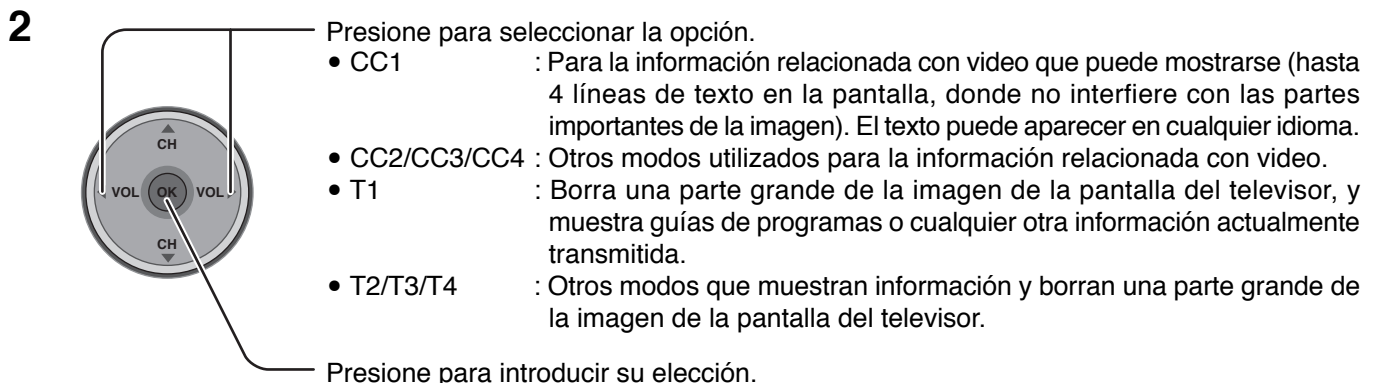 2
Presione para seleccionar la opción.
• CC1 : Para la información relacionada con video que puede mostrarse (hasta
4 líneas de texto en la pantalla, donde no interfiere con las partes
importantes de la imagen). El texto puede aparecer en cualquier idioma.
• CC2/CC3/CC4 : Otros modos utilizados para la información relacionada con video.
• T1 : Borra una parte grande de la imagen de la pantalla del televisor, y
muestra guías de programas o cualquier otra información actualmente
transmitida.
• T2/T3/T4 : Otros modos que muestran información y borran una parte grande de
la imagen de la pantalla del televisor.
CH
VOL OK VOL
CH
Presione para introducir su elección.